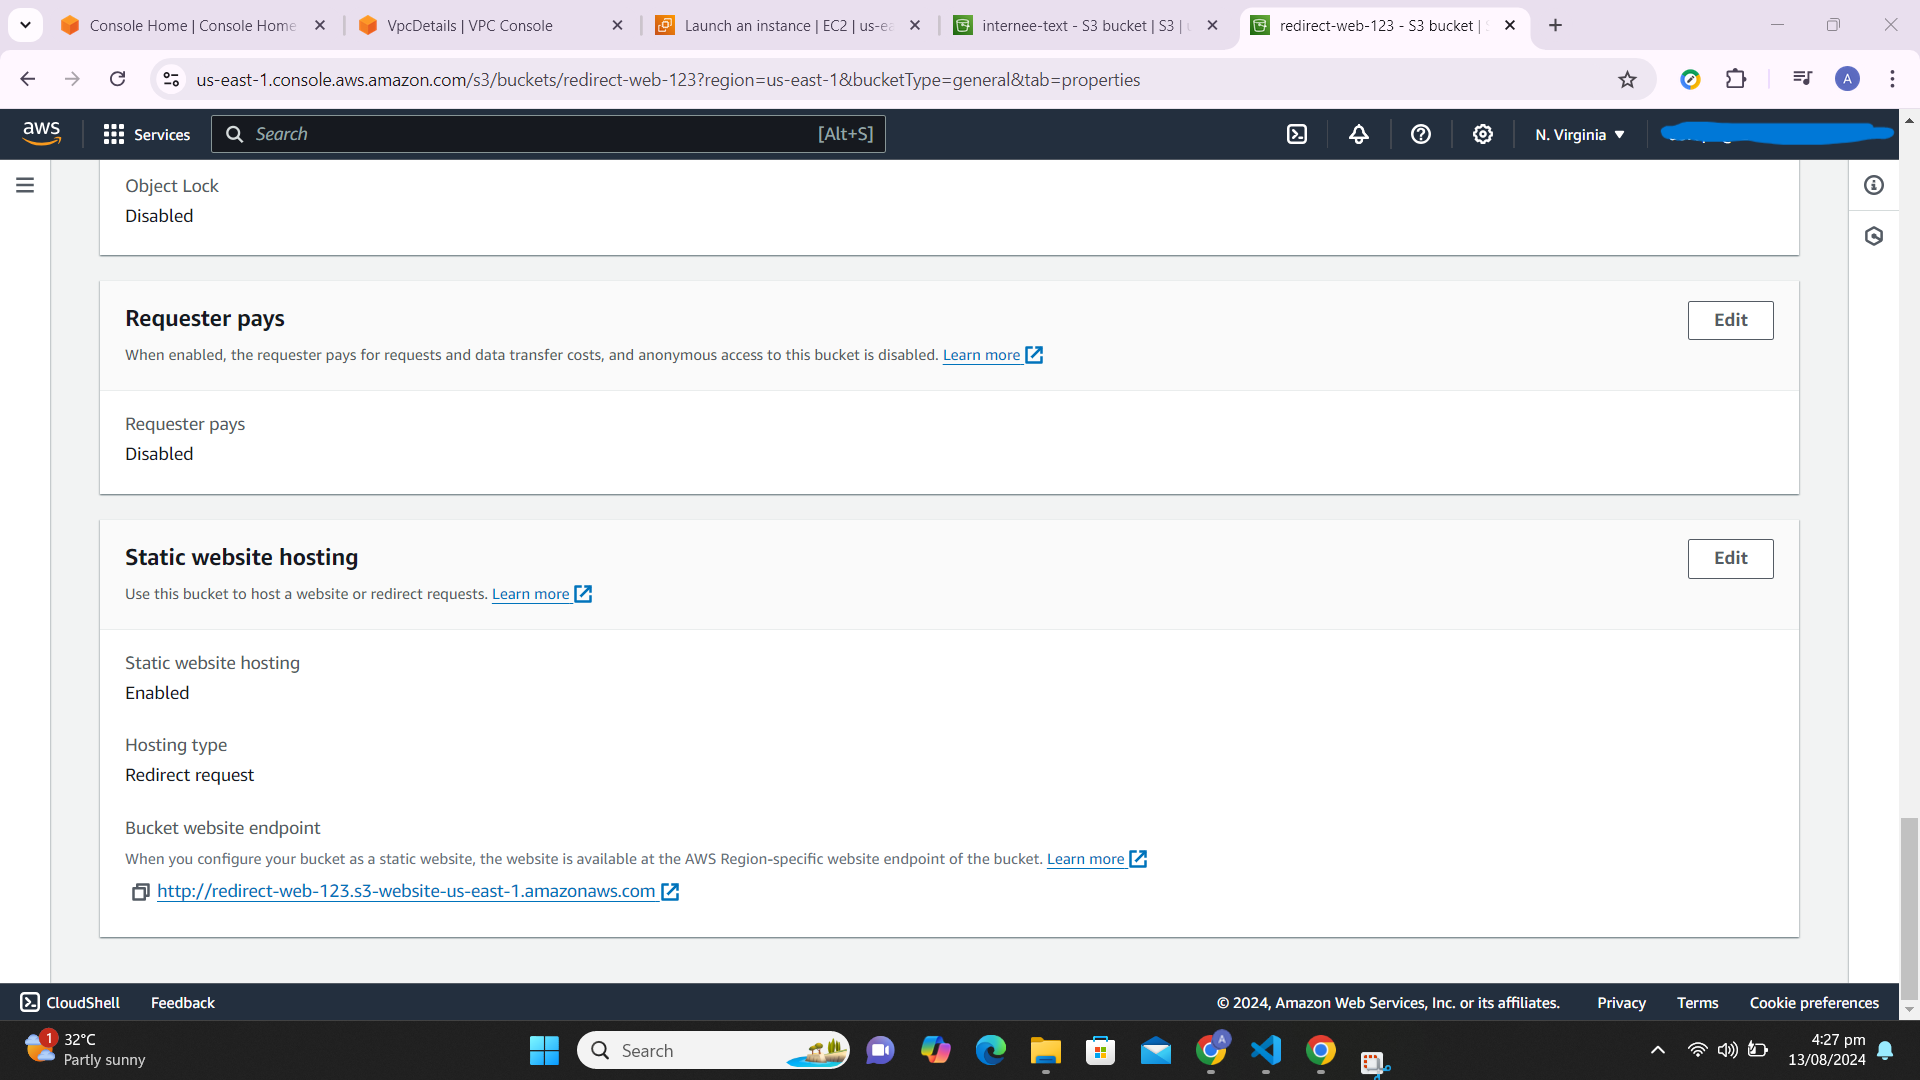 Console Home | Console Home
VpcDetails | VPC Console
Launch an instance | EC2 | us-ea
internee-text - S3 bucket | S3 |
redirect-web-123 - S3 bucket |
us-east-1.console.aws.amazon.com/s3/buckets/redirect-web-123?region=us-east-1&bucketType=general&tab=properties
A
aws
Services
Search
[Alt+S]
N. Virginia
Object Lock
Disabled
Requester pays
Edit
When enabled, the requester pays for requests and data transfer costs, and anonymous access to this bucket is disabled. Learn more
Requester pays
Disabled
Static website hosting
Edit
Use this bucket to host a website or redirect requests. Learn more
Static website hosting
Enabled
Hosting type
Redirect request
Bucket website endpoint
When you configure your bucket as a static website, the website is available at the AWS Region-specific website endpoint of the bucket. Learn more
http://redirect-web-123.s3-website-us-east-1.amazonaws.com
CloudShell
Feedback
© 2024, Amazon Web Services, Inc. or its affiliates.
Privacy
Terms
Cookie preferences
1
32°C
Partly sunny
Search
A
4:27 pm
13/08/2024